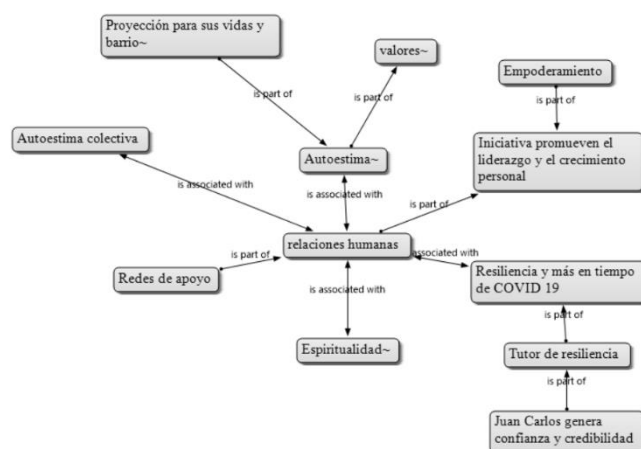 Proyección para sus vidas y
barrio~
valores~
Empoderamiento
is part of
is part of
is part of
Autoestima colectiva
Iniciativa promueven el
liderazgo y el crecimiento
personal
Autoestima~
is associated with
is associated with
is part of
relaciones humanas
is part of
associated with
Redes de apoyo
Resiliencia y más en tiempo
de COVID 19
is associated with
is part of
Espiritualidad~
Tutor de resiliencia
is part of
Juan Carlos genera
confianza y credibilidad